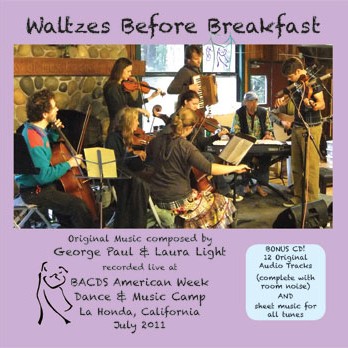 Waltzes Before Breakfast
Original Music composed by
George Paul & Laura Light
recorded live at
BACDS American Week
Dance & Music Camp
La Honda, California
July 2011
BONUS CD!
12 Original
Audio Tracks
(complete with
room noise)
AND
sheet music for
all tunes